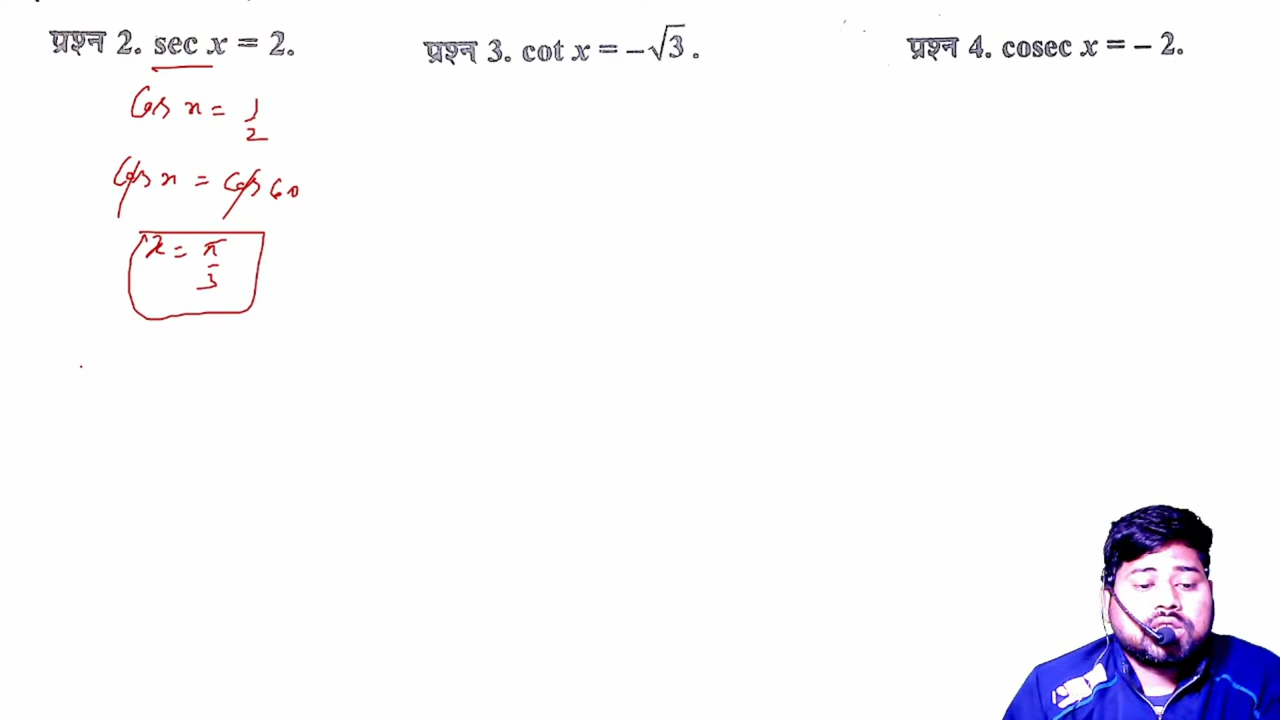 प्रश्न 2. sec x = 2.
cos x = 1/2
cos x = cos 60
x = π/3
प्रश्न 3. cot x = –√3.
प्रश्न 4. cosec x = – 2.